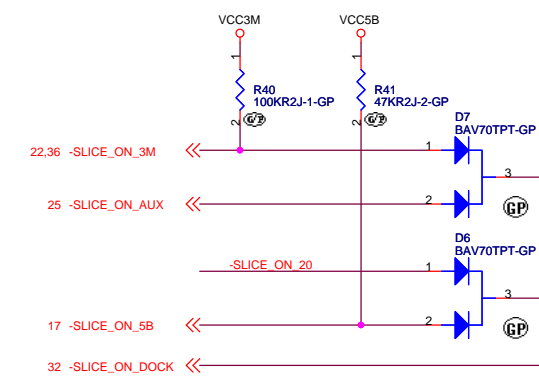 VCC3M VCC5B
1 1
R40 R41
100KR2J-1-GP 47KR2J-2-GP
2 G/P 2 G/P
D7
BAV70TPT-GP
22,36 -SLICE_ON_3M 1
3
25 -SLICE_ON_AUX 2
GP
D6
BAV70TPT-GP
-SLICE_ON_20 1
3
17 -SLICE_ON_5B 2
GP
32 -SLICE_ON_DOCK